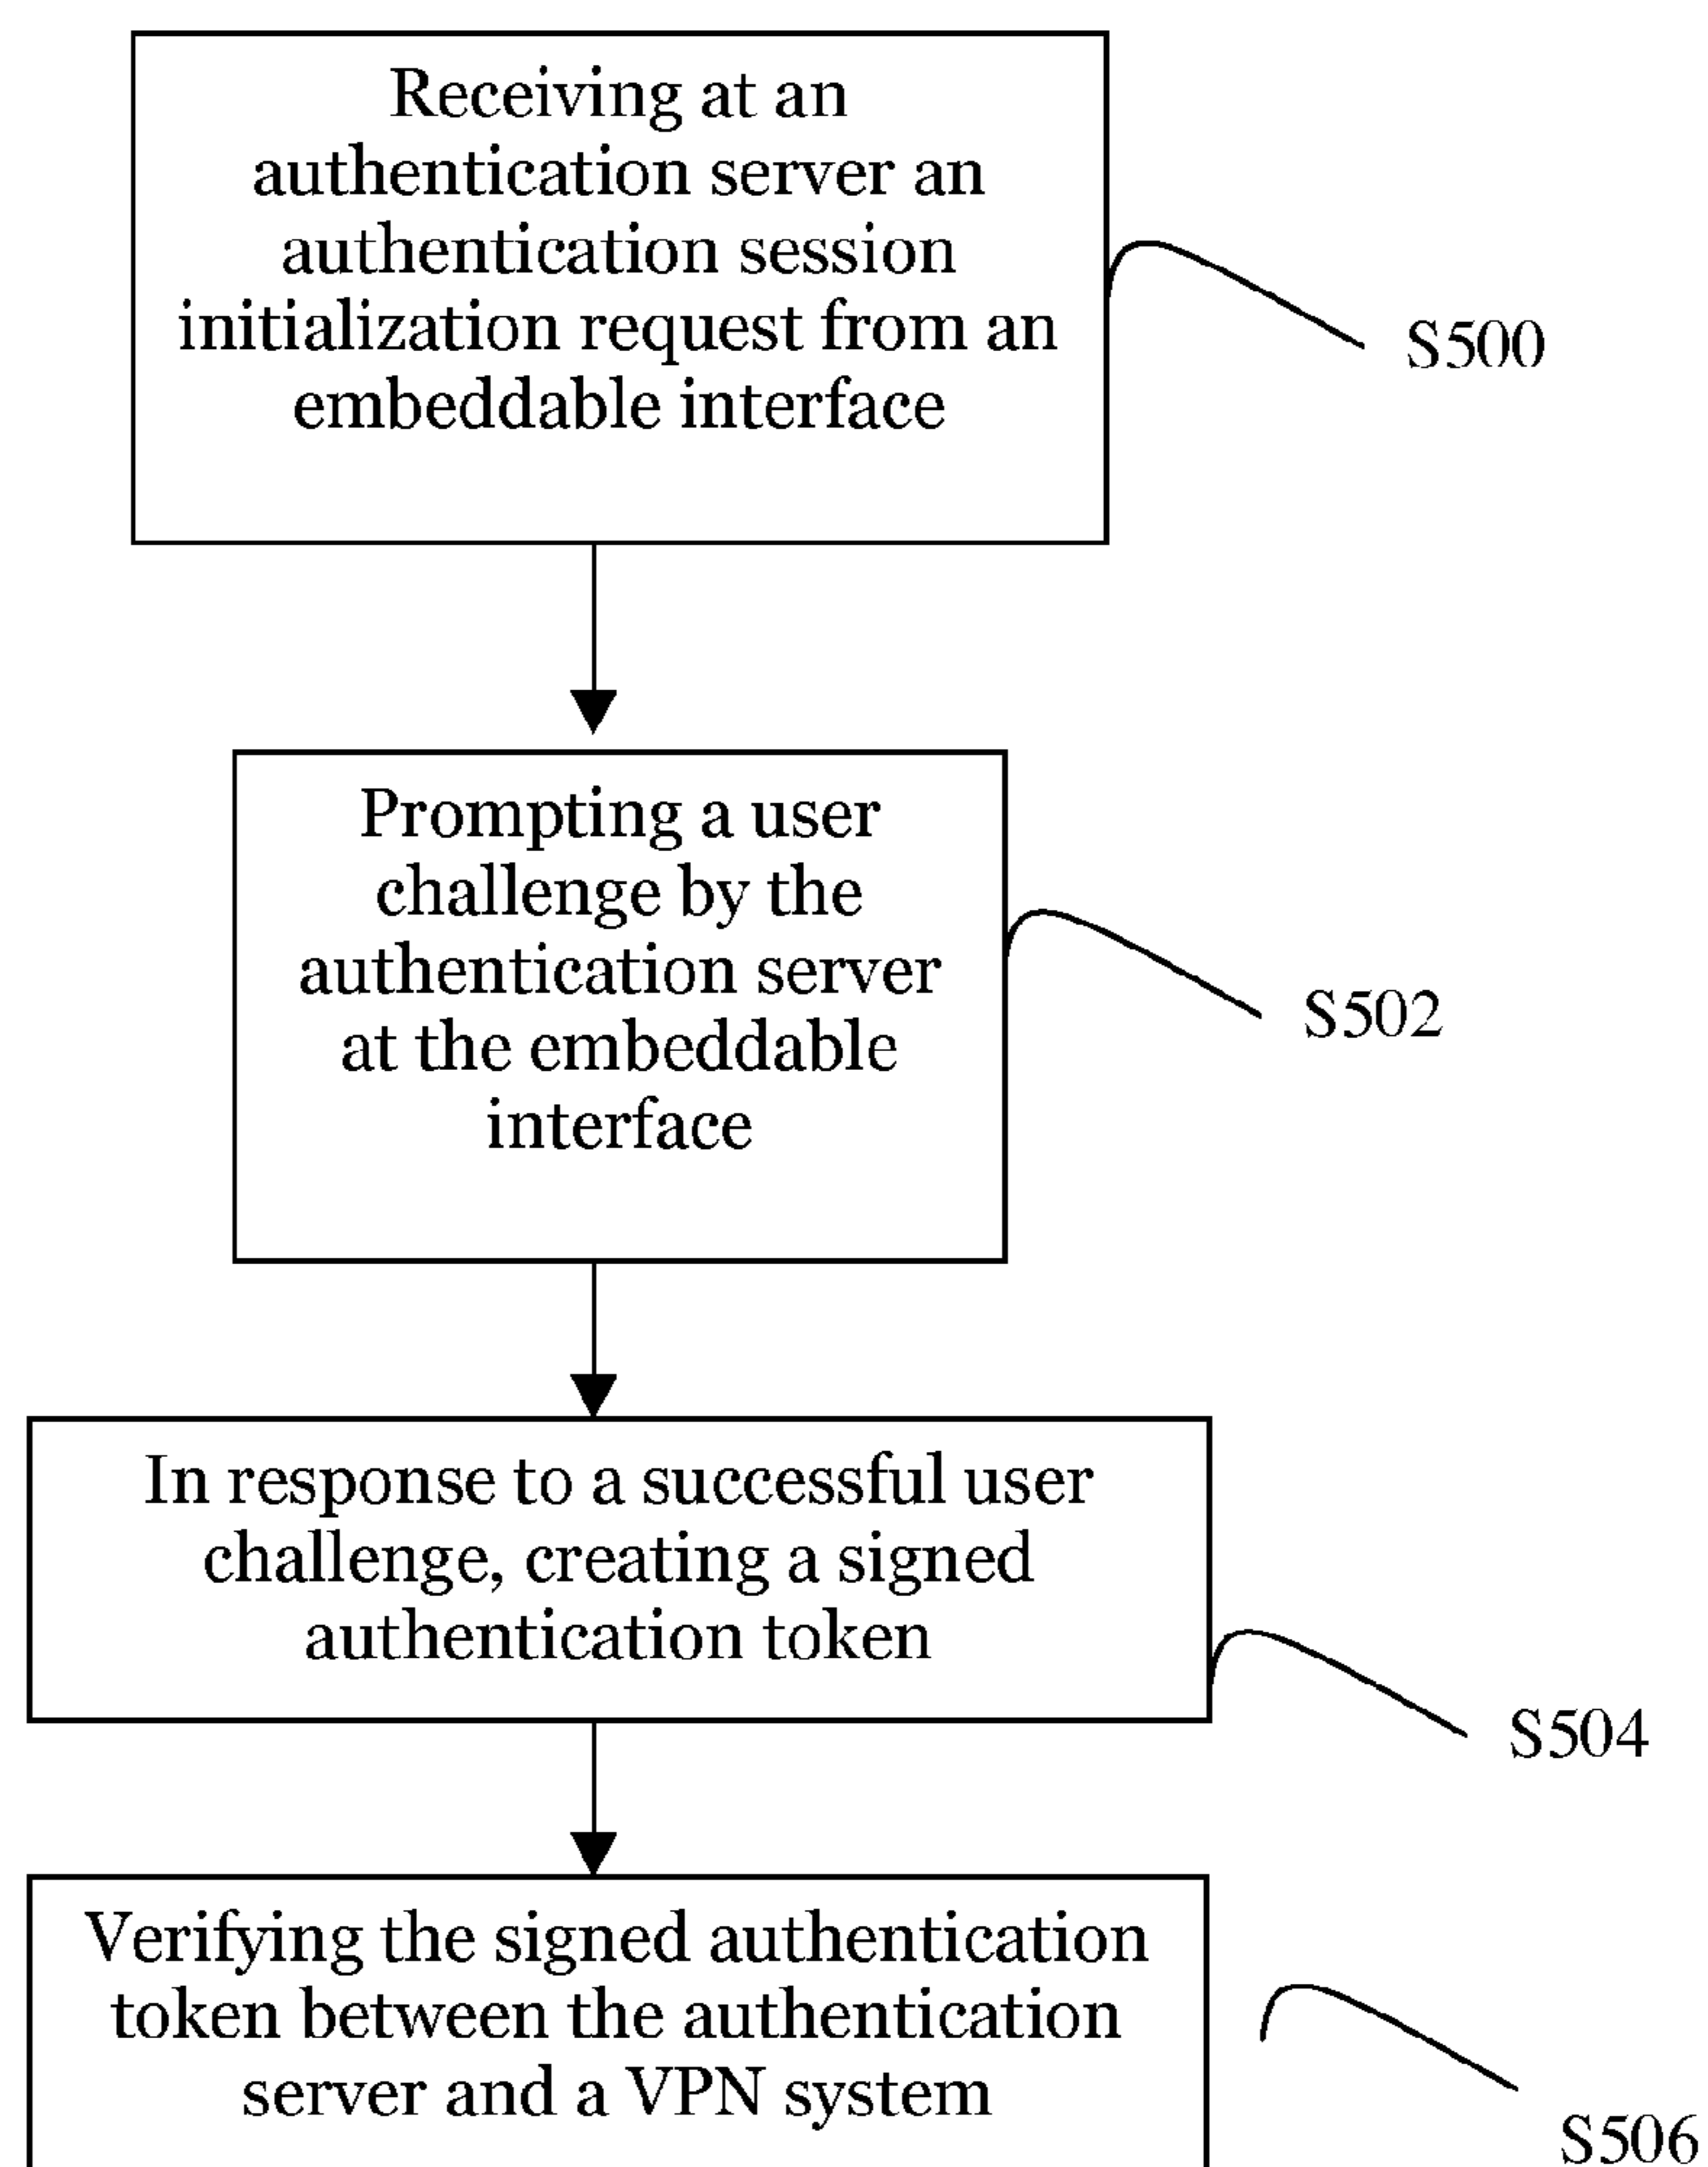 Receiving at an
authentication server an
authentication session
initialization request from an
embeddable interface
S500
Prompting a user
challenge by the
authentication server
at the embeddable
interface
S502
In response to a successful user
challenge, creating a signed
authentication token
S504
Verifying the signed authentication
token between the authentication
server and a VPN system
S506